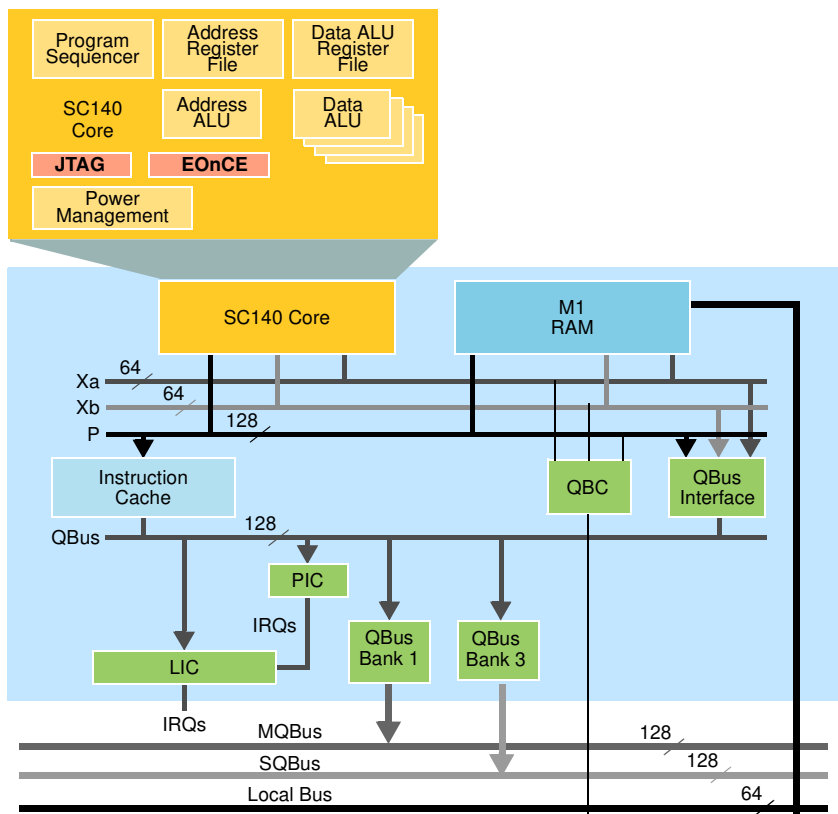 Program
Sequencer
Address
Register
File
Data ALU
Register
File
SC140
Core
Address
ALU
Data
ALU
JTAG
EOnCE
Power
Management
SC140 Core
M1
RAM
Xa
64
Xb
64
P
128
Instruction
Cache
QBC
QBus
Interface
QBus
128
PIC
IRQs
QBus
Bank 1
QBus
Bank 3
LIC
IRQs
MQBus
128
SQBus
128
Local Bus
64